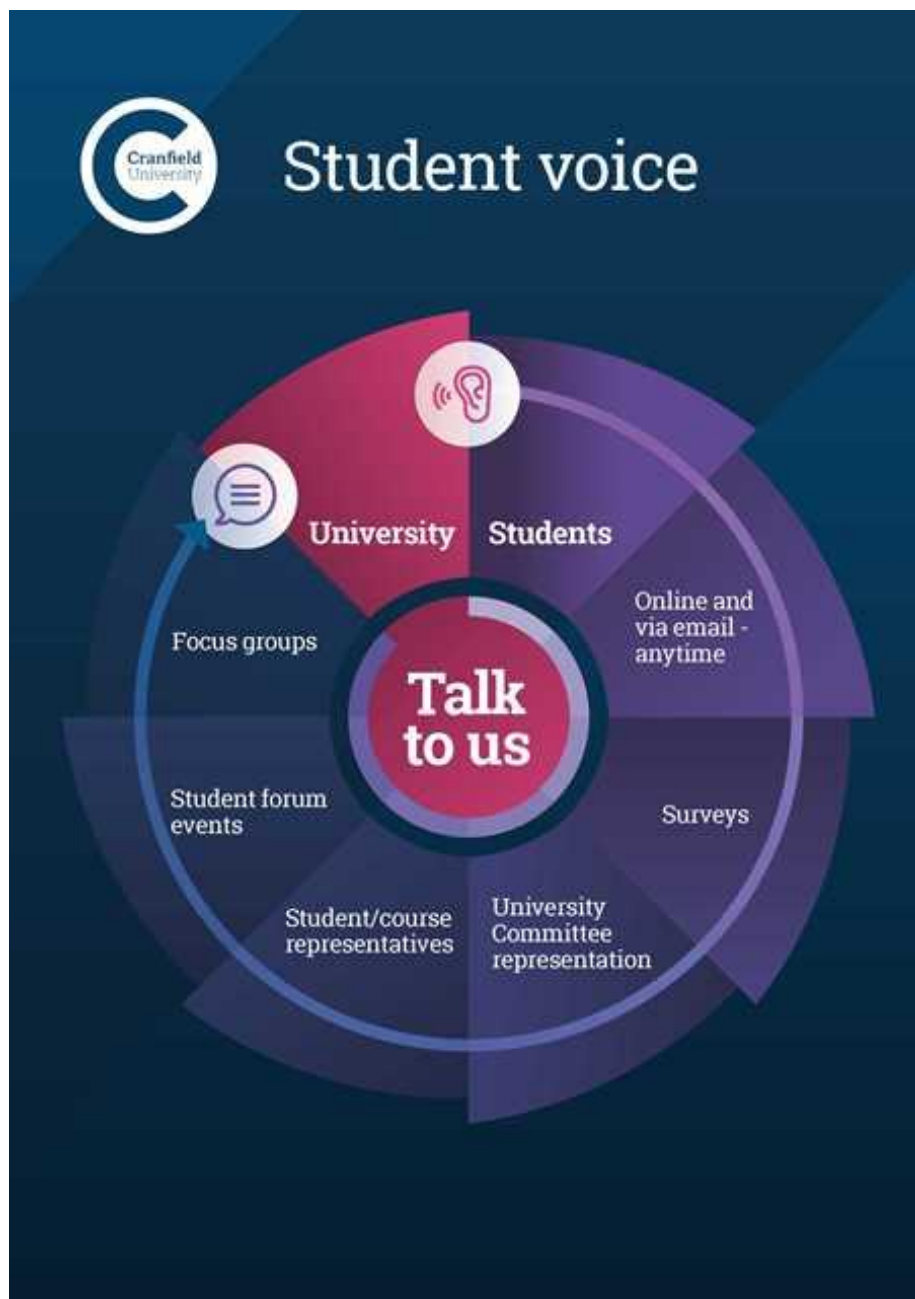 Cranfield
University
Student voice
University
Students
Online and
via email -
anytime
Surveys
University
Committee
representation
Student/course
representatives
Student forum
events
Focus groups
Talk
to us